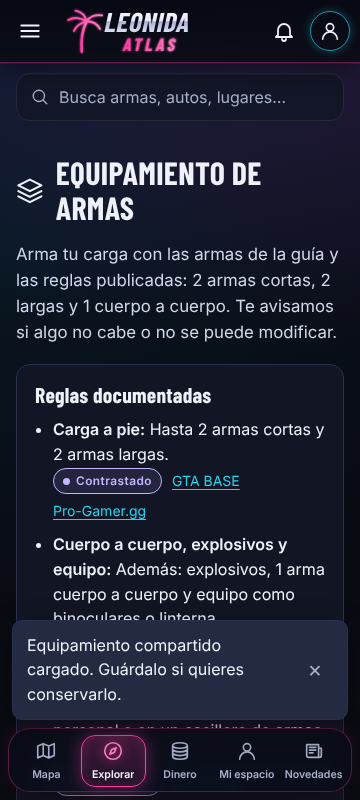 LEONIDA
ATLAS
Busca armas, autos, lugares...
EQUIPAMIENTO DE
ARMAS
Arma tu carga con las armas de la guía y
las reglas publicadas: 2 armas cortas, 2
largas y 1 cuerpo a cuerpo. Te avisamos
si algo no cabe o no se puede modificar.
Reglas documentadas
• Carga a pie: Hasta 2 armas cortas y
2 armas largas.
Contrastado GTA BASE
Pro-Gamer.gg
• Cuerpo a cuerpo, explosivos y
equipo: Además: explosivos, 1 arma
cuerpo a cuerpo y equipo como
binoculares o linterna.
Equipamiento compartido
cargado. Guárdalo si quieres
conservarlo.
Mapa Explorar Dinero Mi espacio Novedades